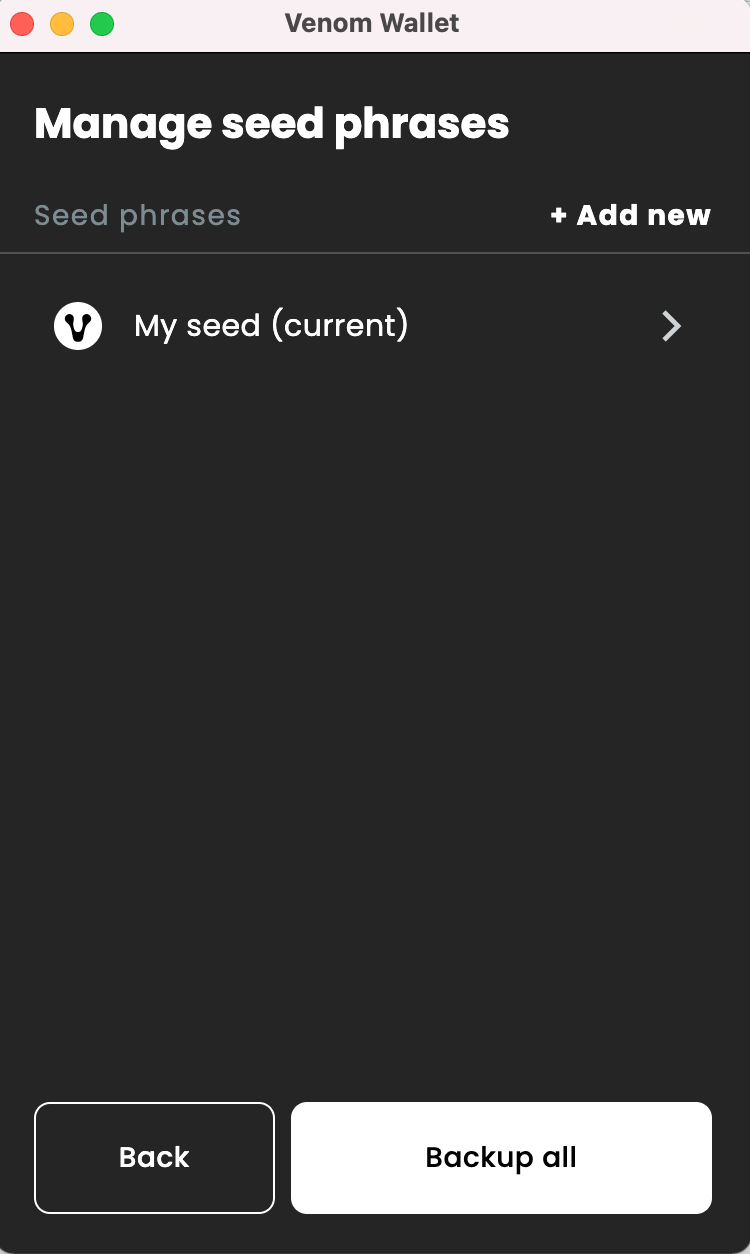 Venom Wallet
Manage seed phrases
Seed phrases
+ Add new
My seed (current)
Back
Backup all